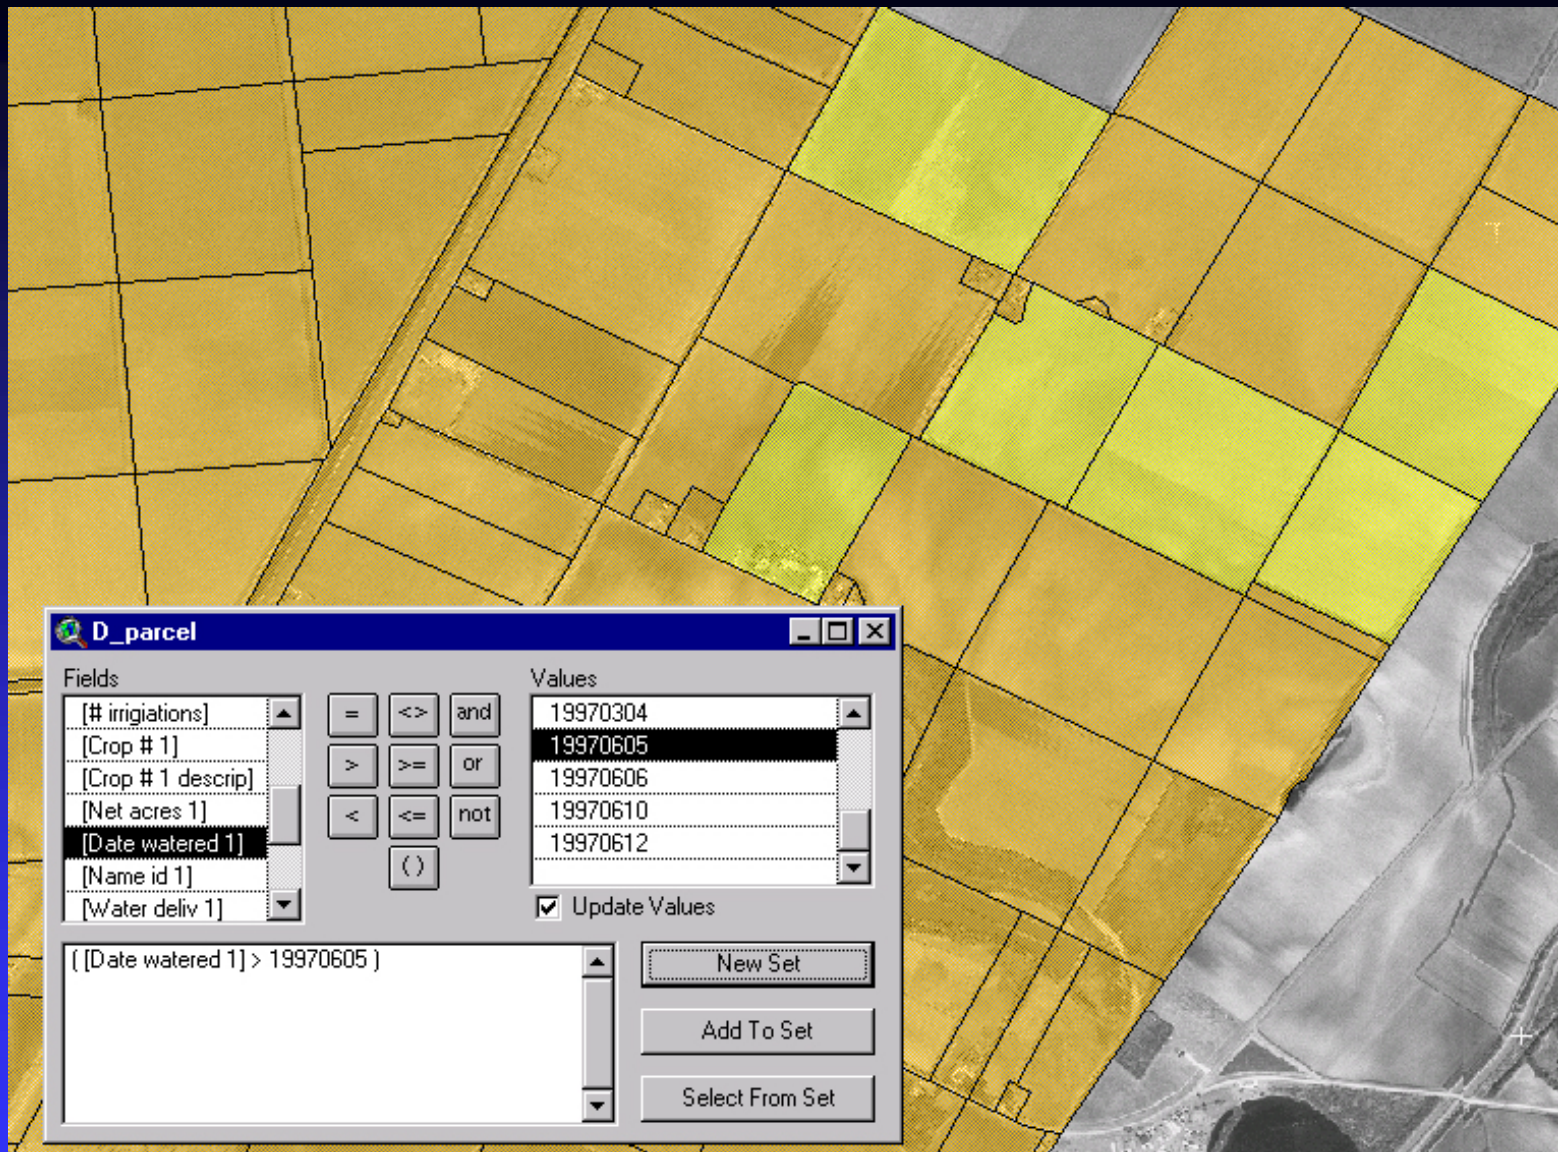 D_parcel
Fields
Values
[# irrigiations]
[Crop # 1]
[Crop # 1 descrip]
[Net acres 1]
[Date watered 1]
[Name id 1]
[Water deliv 1]
= <> and
> >= or
< <= not
( )
19970304
19970605
19970606
19970610
19970612
Update Values
( [Date watered 1] > 19970605 )
New Set
Add To Set
Select From Set